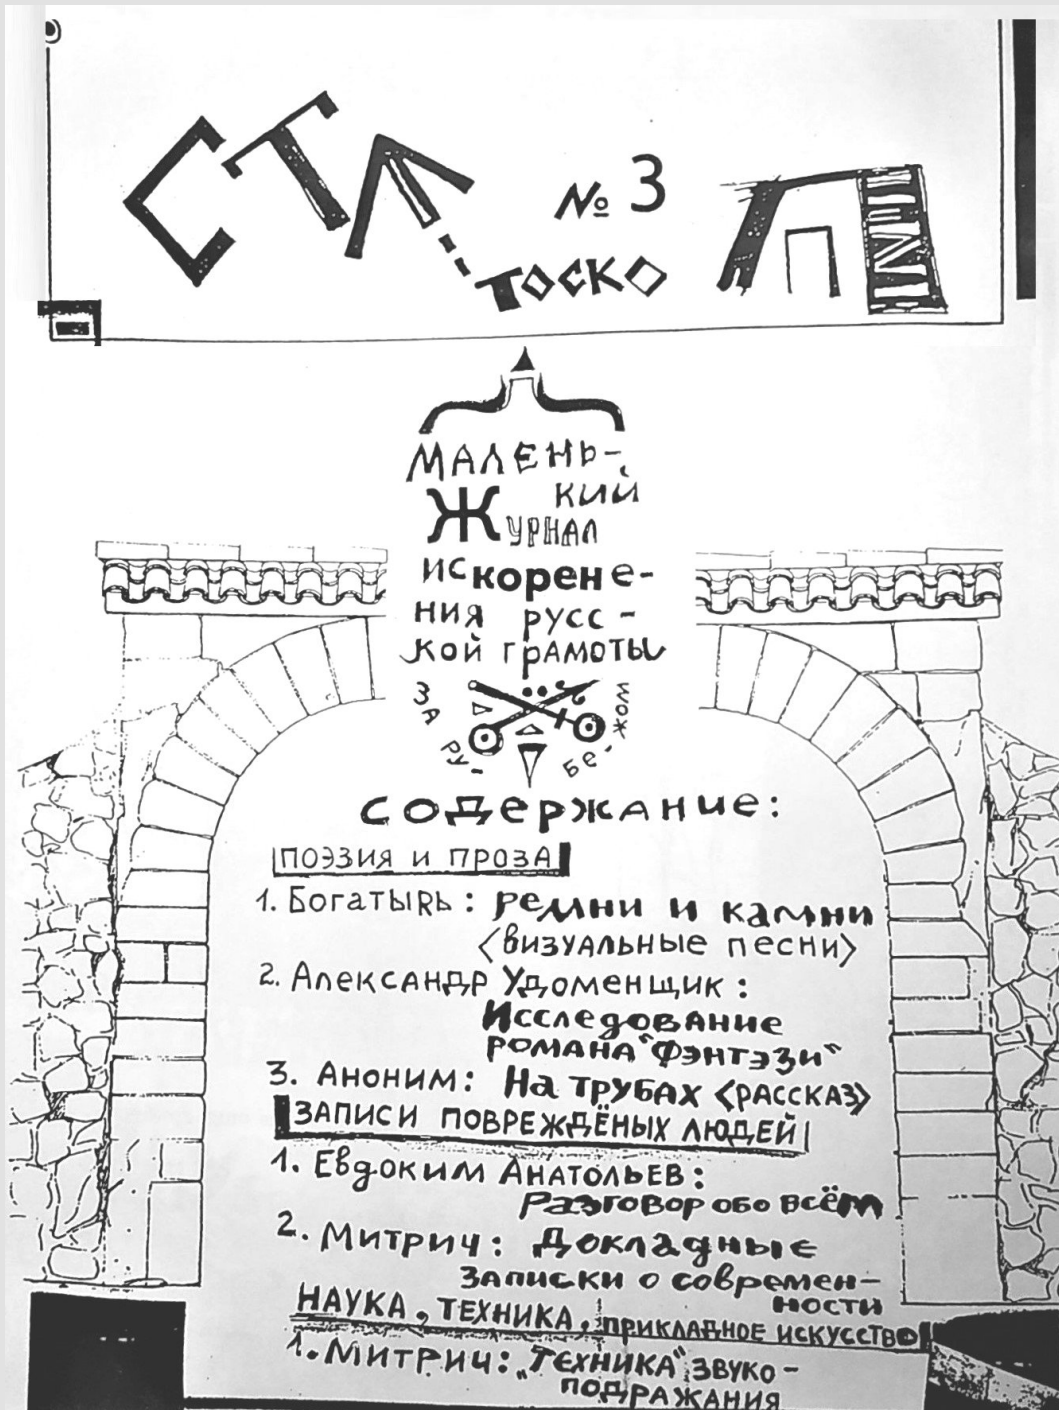 СТЛ-ТОСКО П
№ 3
МАЛЕНЬ-
КИЙ
ЖУРНАЛ
искорене-
ния русс-
кой грамоты
ЗА РУ-БЕ-ЖОМ
содержание:
ПОЭЗИЯ И ПРОЗА
1. БогатыRь: ремни и камни
<визуальные песни>
2. Александр Удоменщик:
Исследование
романа "Фэнтэзи"
3. Аноним: На трубах <рассказ>
ЗАПИСИ ПОВРЕЖДЁНЫХ ЛЮДЕЙ
1. Евдоким Анатольев:
Разговор обо всём
2. Митрич: Докладные
записки о современ-
ности
НАУКА, ТЕХНИКА, ПРИКЛАДНОЕ ИСКУССТВО
1. Митрич: „ТЕХНИКА" ЗВУКО-
ПОДРАЖАНИЯ